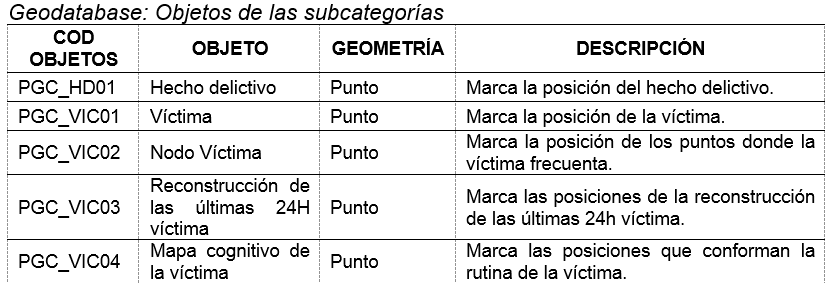 Geodatabase: Objetos de las subcategorías
COD OBJETOS OBJETO GEOMETRÍA DESCRIPCIÓN
PGC_HD01 Hecho delictivo Punto Marca la posición del hecho delictivo.
PGC_VIC01 Víctima Punto Marca la posición de la víctima.
PGC_VIC02 Nodo Víctima Punto Marca la posición de los puntos donde la víctima frecuenta.
PGC_VIC03 Reconstrucción de las últimas 24H víctima Punto Marca las posiciones de la reconstrucción de las últimas 24h víctima.
PGC_VIC04 Mapa cognitivo de la víctima Punto Marca las posiciones que conforman la rutina de la víctima.